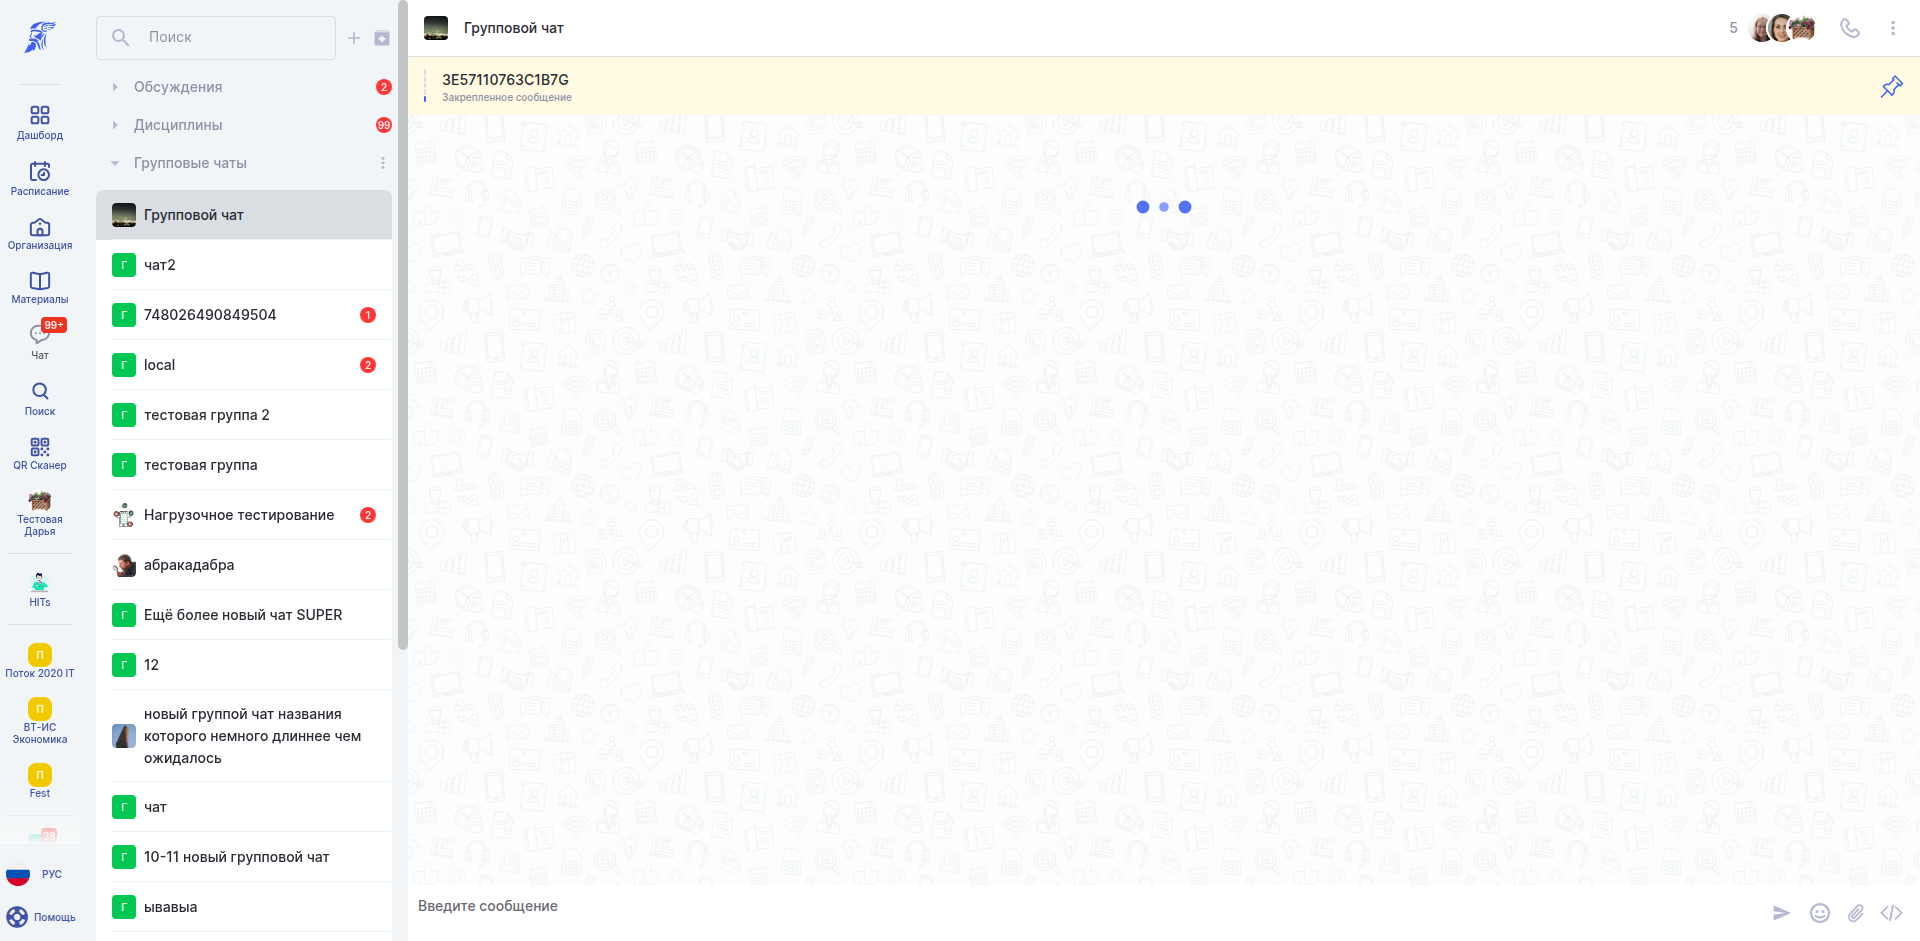 Дашборд
Расписание
Организация
Материалы
99+
Чат
Поиск
QR Сканер
Тестовая
Дарья
HITs
П
Поток 2020 IT
П
ВТ-ИС
Экономика
П
Fest
28
РУС
Помощь
Поиск
Обсуждения 2
Дисциплины 99
Групповые чаты
Групповой чат
Г чат2
Г 748026490849504 1
Г local 2
Г тестовая группа 2
Г тестовая группа
Нагрузочное тестирование 2
абракадабра
Г Ещё более новый чат SUPER
Г 12
новый группой чат названия
которого немного длиннее чем
ожидалось
Г чат
Г 10-11 новый групповой чат
Г ывавыа
Групповой чат 5
3E57110763C1B7G
Закрепленное сообщение
Введите сообщение